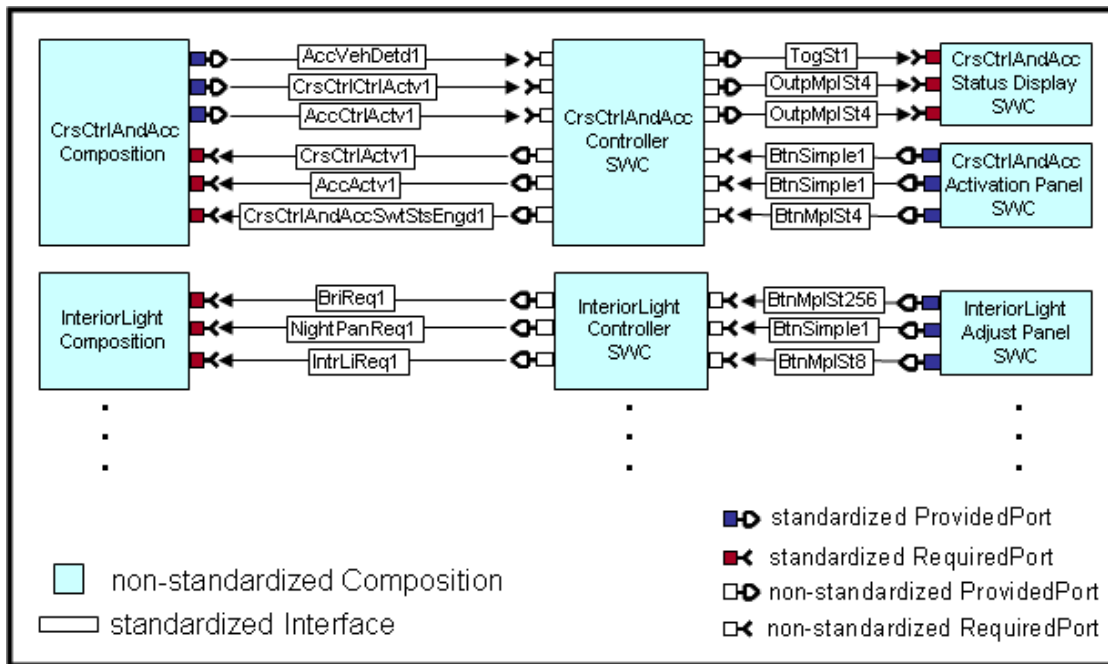 CrsCtrlAndAcc
Composition
AccVehDetd1
CrsCtrlCtrlActv1
AccCtrlActv1
CrsCtrlActv1
AccActv1
CrsCtrlAndAccSwtStsEngd1
CrsCtrlAndAcc
Controller
SWC
TogSt1
OutpMplSt4
OutpMplSt4
BtnSimple1
BtnSimple1
BtnMplSt4
CrsCtrlAndAcc
Status Display
SWC
CrsCtrlAndAcc
Activation Panel
SWC
InteriorLight
Composition
BriReq1
NightPanReq1
IntrLiReq1
InteriorLight
Controller
SWC
BtnMplSt256
BtnSimple1
BtnMplSt8
InteriorLight
Adjust Panel
SWC
non-standardized Composition
standardized Interface
standardized ProvidedPort
standardized RequiredPort
non-standardized ProvidedPort
non-standardized RequiredPort